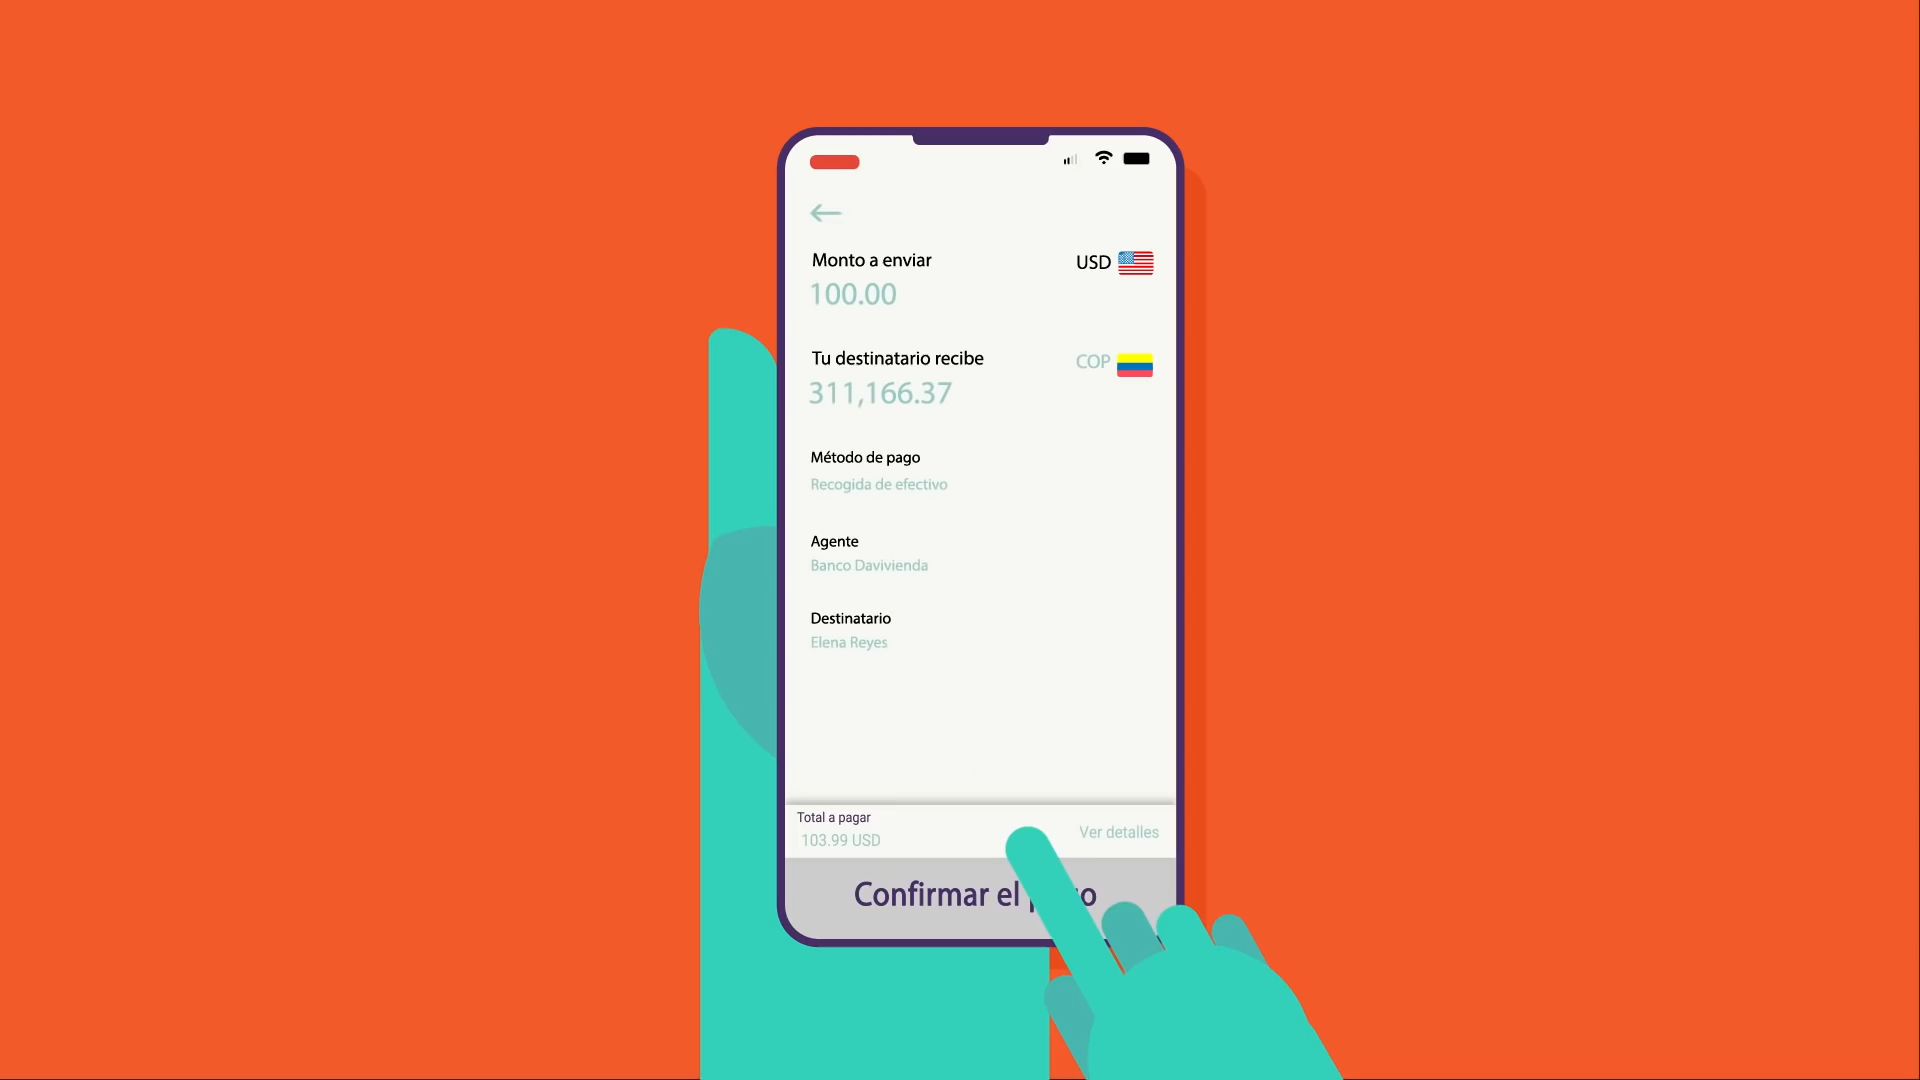 Monto a enviar USD
100.00
Tu destinatario recibe COP
311,166.37
Método de pago
Recogida de efectivo
Agente
Banco Davivienda
Destinatario
Elena Reyes
Total a pagar
103.99 USD
Ver detalles
Confirmar el